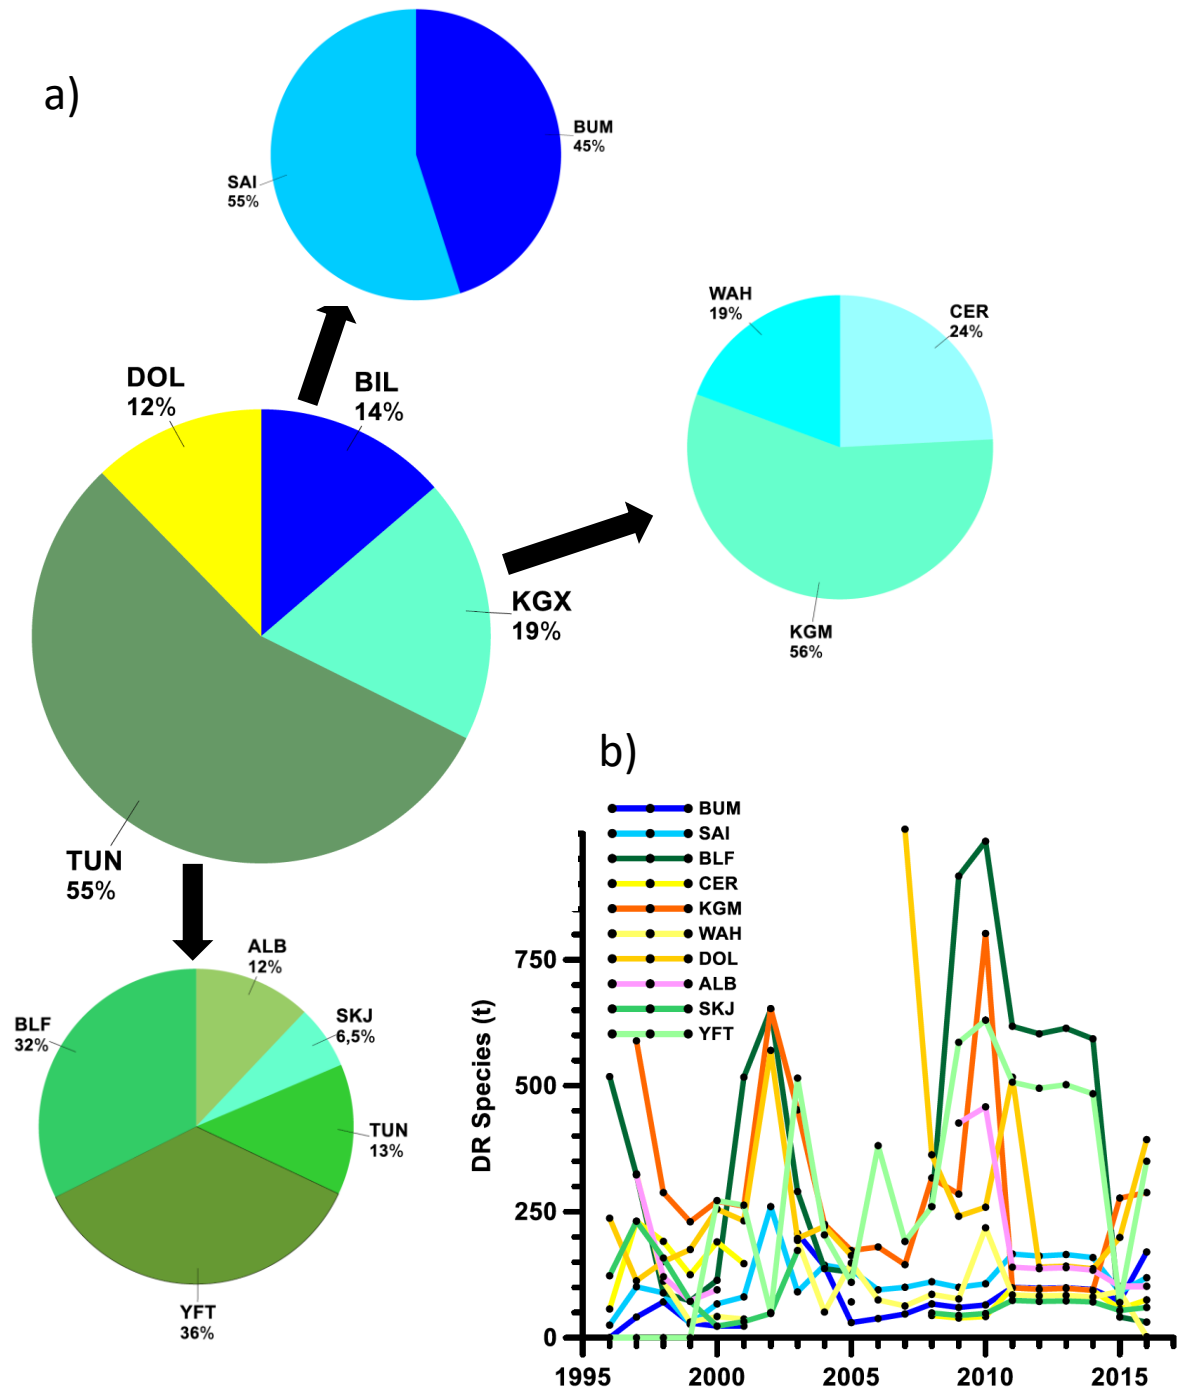 a)
BUM
45%
SAI
55%
WAH
19%
CER
24%
KGM
56%
DOL
12%
BIL
14%
KGX
19%
TUN
55%
ALB
12%
SKJ
6,5%
TUN
13%
YFT
36%
BLF
32%
b)
BUM
SAI
BLF
CER
KGM
WAH
DOL
ALB
SKJ
YFT
DR Species (t)
750
500
250
0
1995 2000 2005 2010 2015